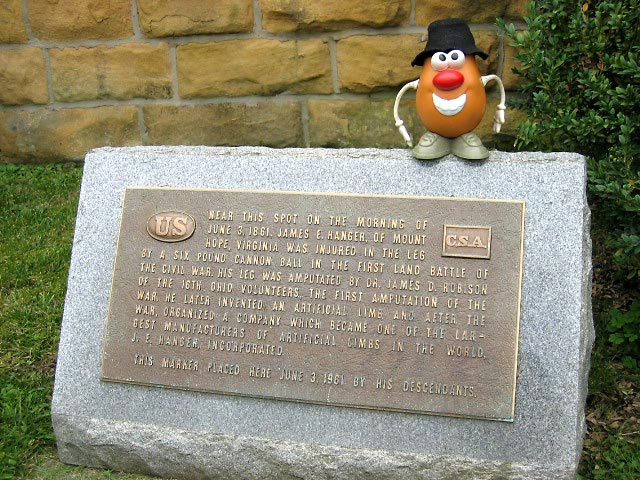 US
C.S.A.
NEAR THIS SPOT ON THE MORNING OF
JUNE 3, 1861, JAMES E. HANGER, OF MOUNT
HOPE, VIRGINIA WAS INJURED IN THE LEG
BY A SIX POUND CANNON BALL IN THE FIRST LAND BATTLE OF
THE CIVIL WAR. HIS LEG WAS AMPUTATED BY DR. JAMES D. ROBISON
OF THE 16TH OHIO VOLUNTEERS, THE FIRST AMPUTATION OF THE
WAR. HE LATER INVENTED AN ARTIFICIAL LIMB AND, AFTER THE
WAR, ORGANIZED A COMPANY WHICH BECAME ONE OF THE LAR-
GEST MANUFACTURERS OF ARTIFICIAL LIMBS IN THE WORLD,
J. E. HANGER, INCORPORATED.
THIS MARKER PLACED HERE JUNE 3, 1961 BY HIS DESCENDANTS.